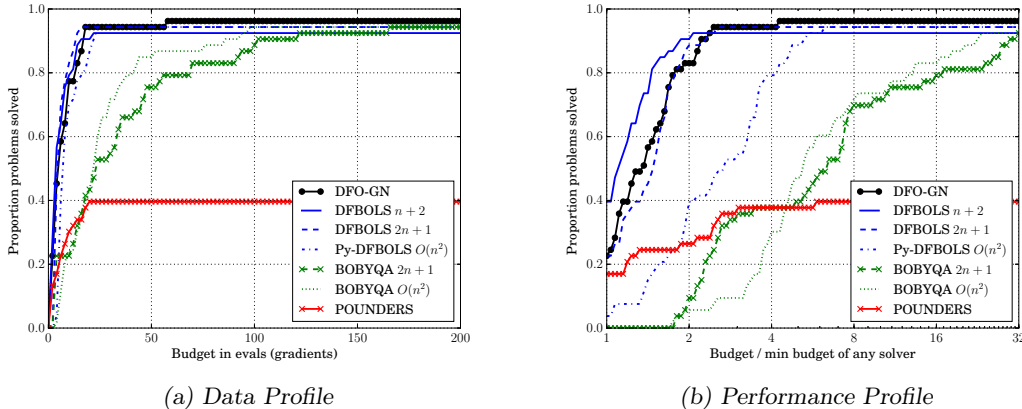 1.0
0.8
0.6
0.4
0.2
0.0
Proportion problems solved
0 50 100 150 200
Budget in evals (gradients)
DFO-GN
DFBOLS n + 2
DFBOLS 2n + 1
Py-DFBOLS O(n²)
BOBYQA 2n + 1
BOBYQA O(n²)
POUNDERS
(a) Data Profile
1.0
0.8
0.6
0.4
0.2
0.0
Proportion problems solved
1 2 4 8 16 32
Budget / min budget of any solver
DFO-GN
DFBOLS n + 2
DFBOLS 2n + 1
Py-DFBOLS O(n²)
BOBYQA 2n + 1
BOBYQA O(n²)
POUNDERS
(b) Performance Profile